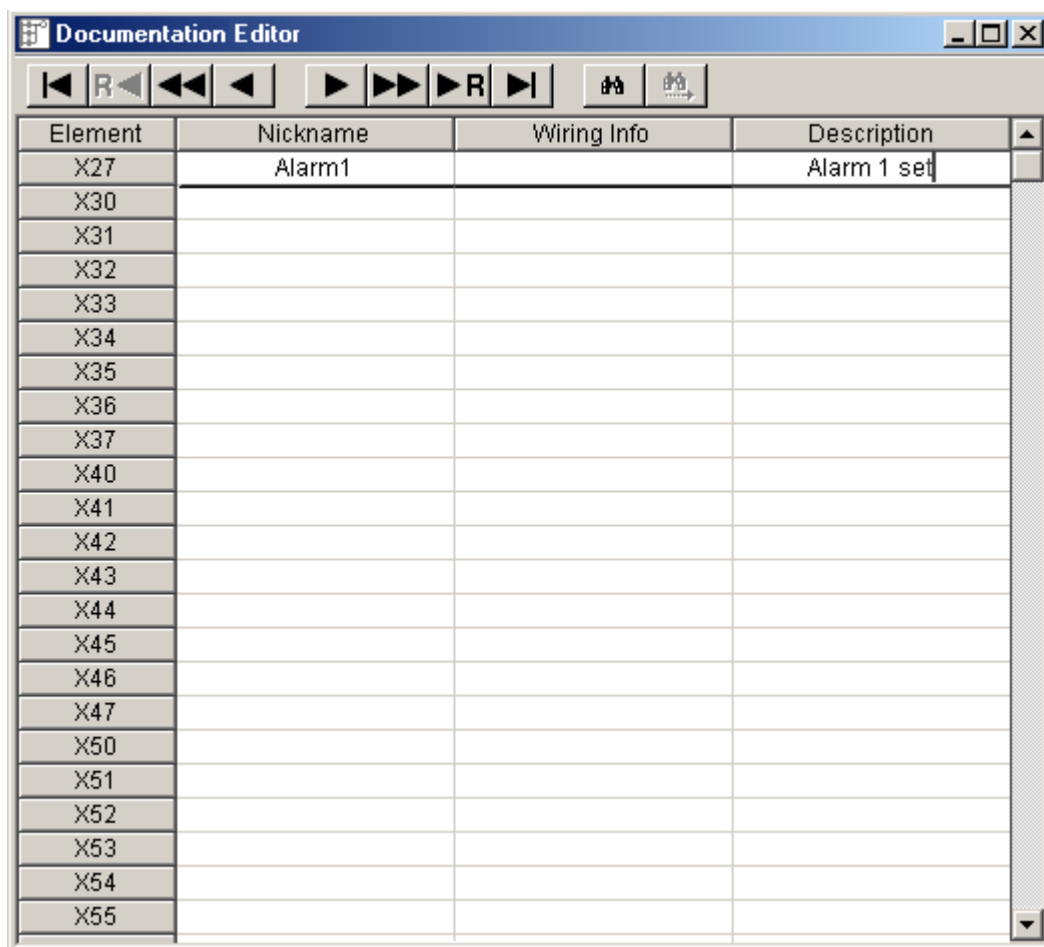 Documentation Editor
R R
Element Nickname Wiring Info Description
X27 Alarm1 Alarm 1 set
X30
X31
X32
X33
X34
X35
X36
X37
X40
X41
X42
X43
X44
X45
X46
X47
X50
X51
X52
X53
X54
X55